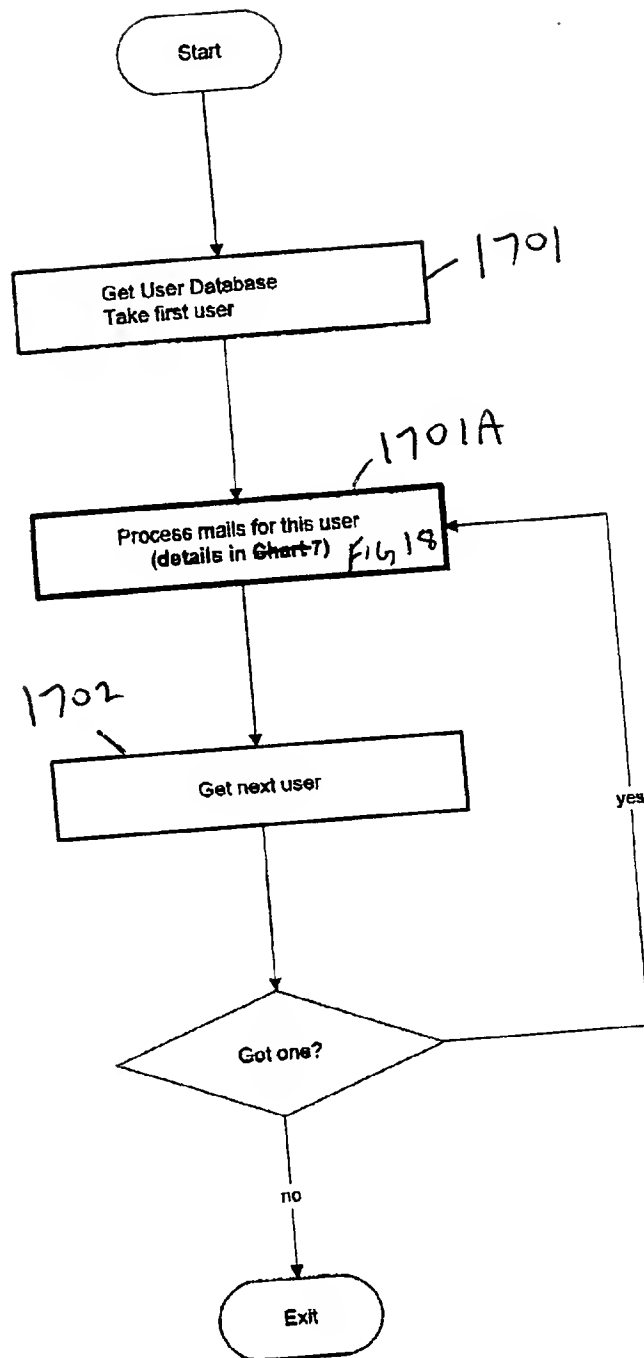 Start
1701
Get User Database
Take first user
1701A
Process mails for this user
(details in Chart 7) FIG 18
1702
Get next user
yes
Got one?
no
Exit